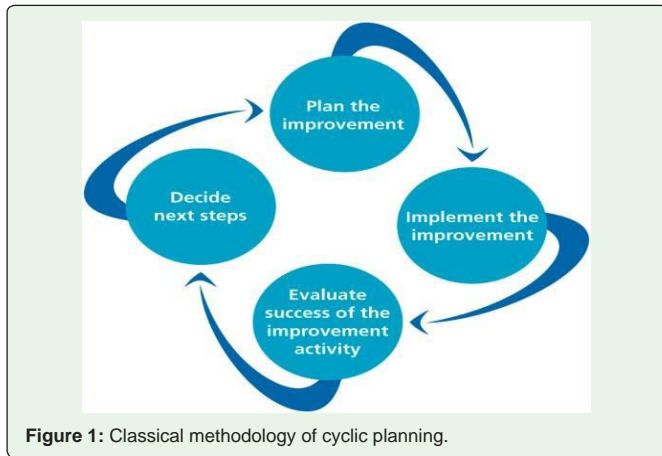 Plan the
improvement
Implement the
improvement
Evaluate
success of the
improvement
activity
Decide
next steps
Figure 1: Classical methodology of cyclic planning.